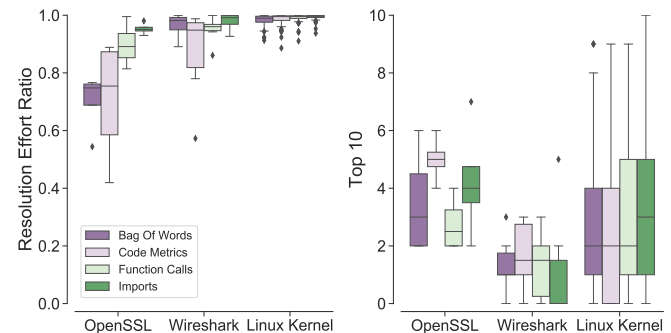 Resolution Effort Ratio
1.0
0.8
0.6
0.4
0.2
0.0
Bag Of Words
Code Metrics
Function Calls
Imports
OpenSSL Wireshark Linux Kernel
Top 10
10
8
6
4
2
0
OpenSSL Wireshark Linux Kernel